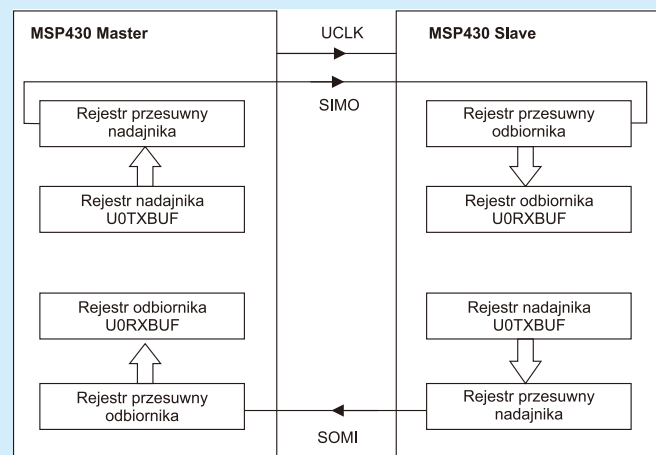 MSP430 Master
UCLK
MSP430 Slave
SIMO
Rejestr przesuwny
nadajnika
Rejestr przesuwny
odbiornika
Rejestr nadajnika
U0TXBUF
Rejestr odbiornika
U0RXBUF
Rejestr odbiornika
U0RXBUF
Rejestr nadajnika
U0TXBUF
Rejestr przesuwny
odbiornika
Rejestr przesuwny
nadajnika
SOMI